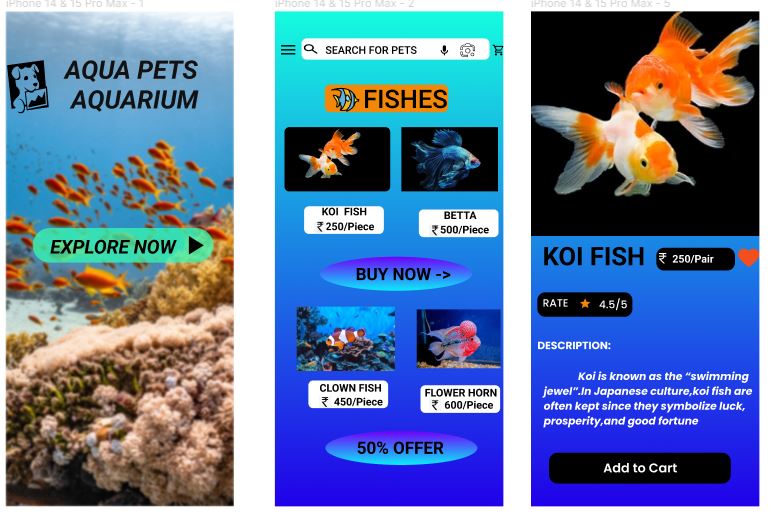 iPhone 14 & 15 Pro Max - 1
AQUA PETS
AQUARIUM
EXPLORE NOW
iPhone 14 & 15 Pro Max - 2
SEARCH FOR PETS
FISHES
KOI FISH
₹250/Piece
BETTA
₹500/Piece
BUY NOW ->
CLOWN FISH
₹ 450/Piece
FLOWER HORN
₹ 600/Piece
50% OFFER
iPhone 14 & 15 Pro Max - 5
KOI FISH
₹ 250/Pair
RATE ★ 4.5/5
DESCRIPTION:
Koi is known as the “swimming
jewel”.In Japanese culture,koi fish are
often kept since they symbolize luck,
prosperity,and good fortune
Add to Cart